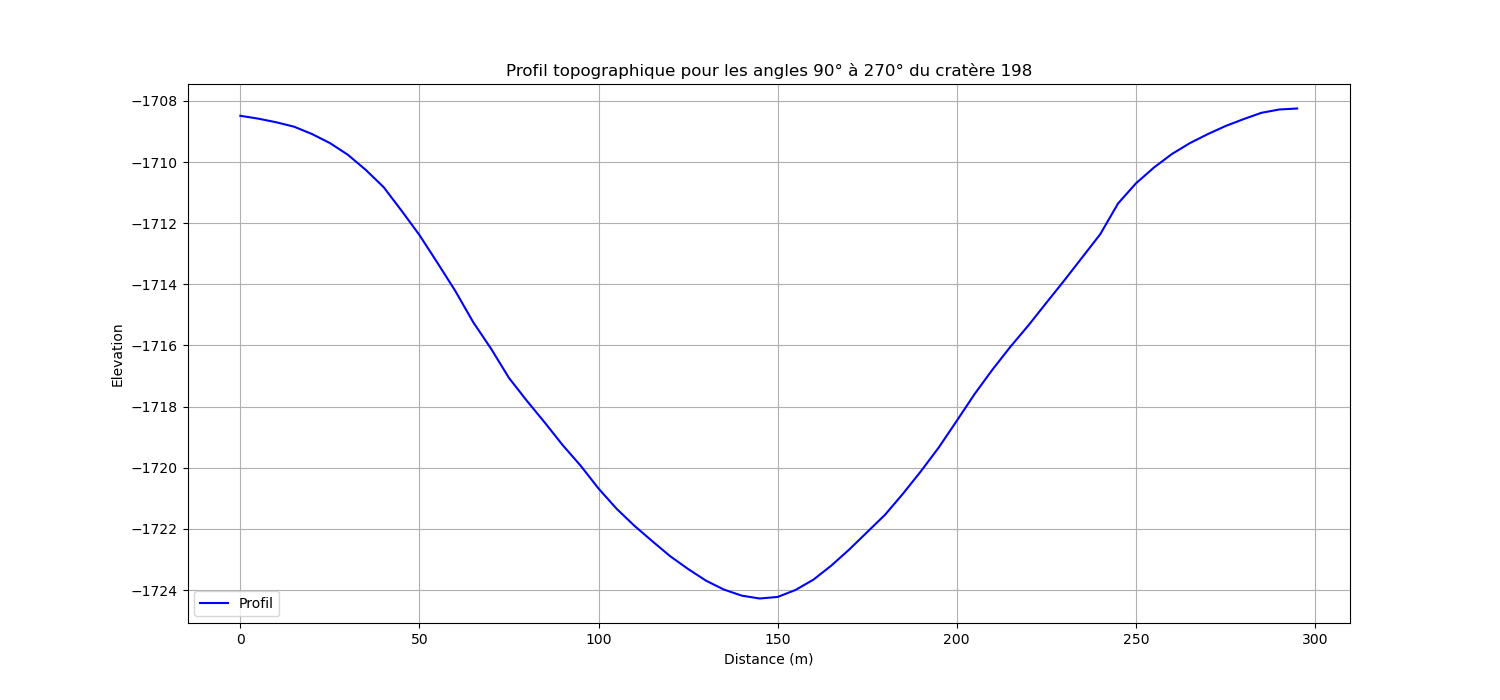 Profil topographique pour les angles 90° à 270° du cratère 198
−1708
−1710
−1712
−1714
−1716
−1718
−1720
−1722
−1724
Elevation
Profil
0 50 100 150 200 250 300
Distance (m)